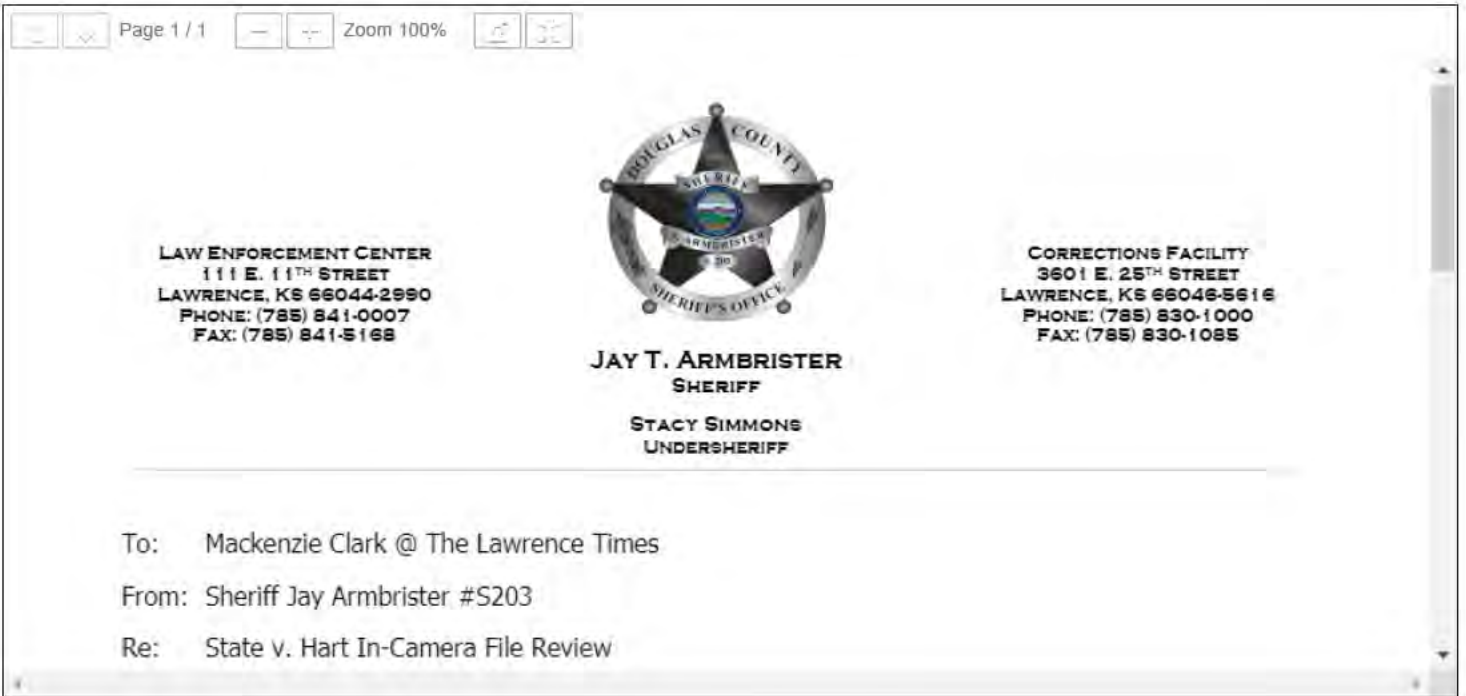 Page 1 / 1
Zoom 100%
DOUGLAS COUNTY
SHERIFF
ARMBRISTER
SHERIFF'S OFFICE
LAW ENFORCEMENT CENTER
111 E. 11TH STREET
LAWRENCE, KS 66044-2990
PHONE: (785) 841-0007
FAX: (785) 841-5168
JAY T. ARMBRISTER
SHERIFF
STACY SIMMONS
UNDERSHERIFF
CORRECTIONS FACILITY
3601 E. 25TH STREET
LAWRENCE, KS 66046-5616
PHONE: (785) 830-1000
FAX: (785) 830-1085
To: Mackenzie Clark @ The Lawrence Times
From: Sheriff Jay Armbrister #S203
Re: State v. Hart In-Camera File Review